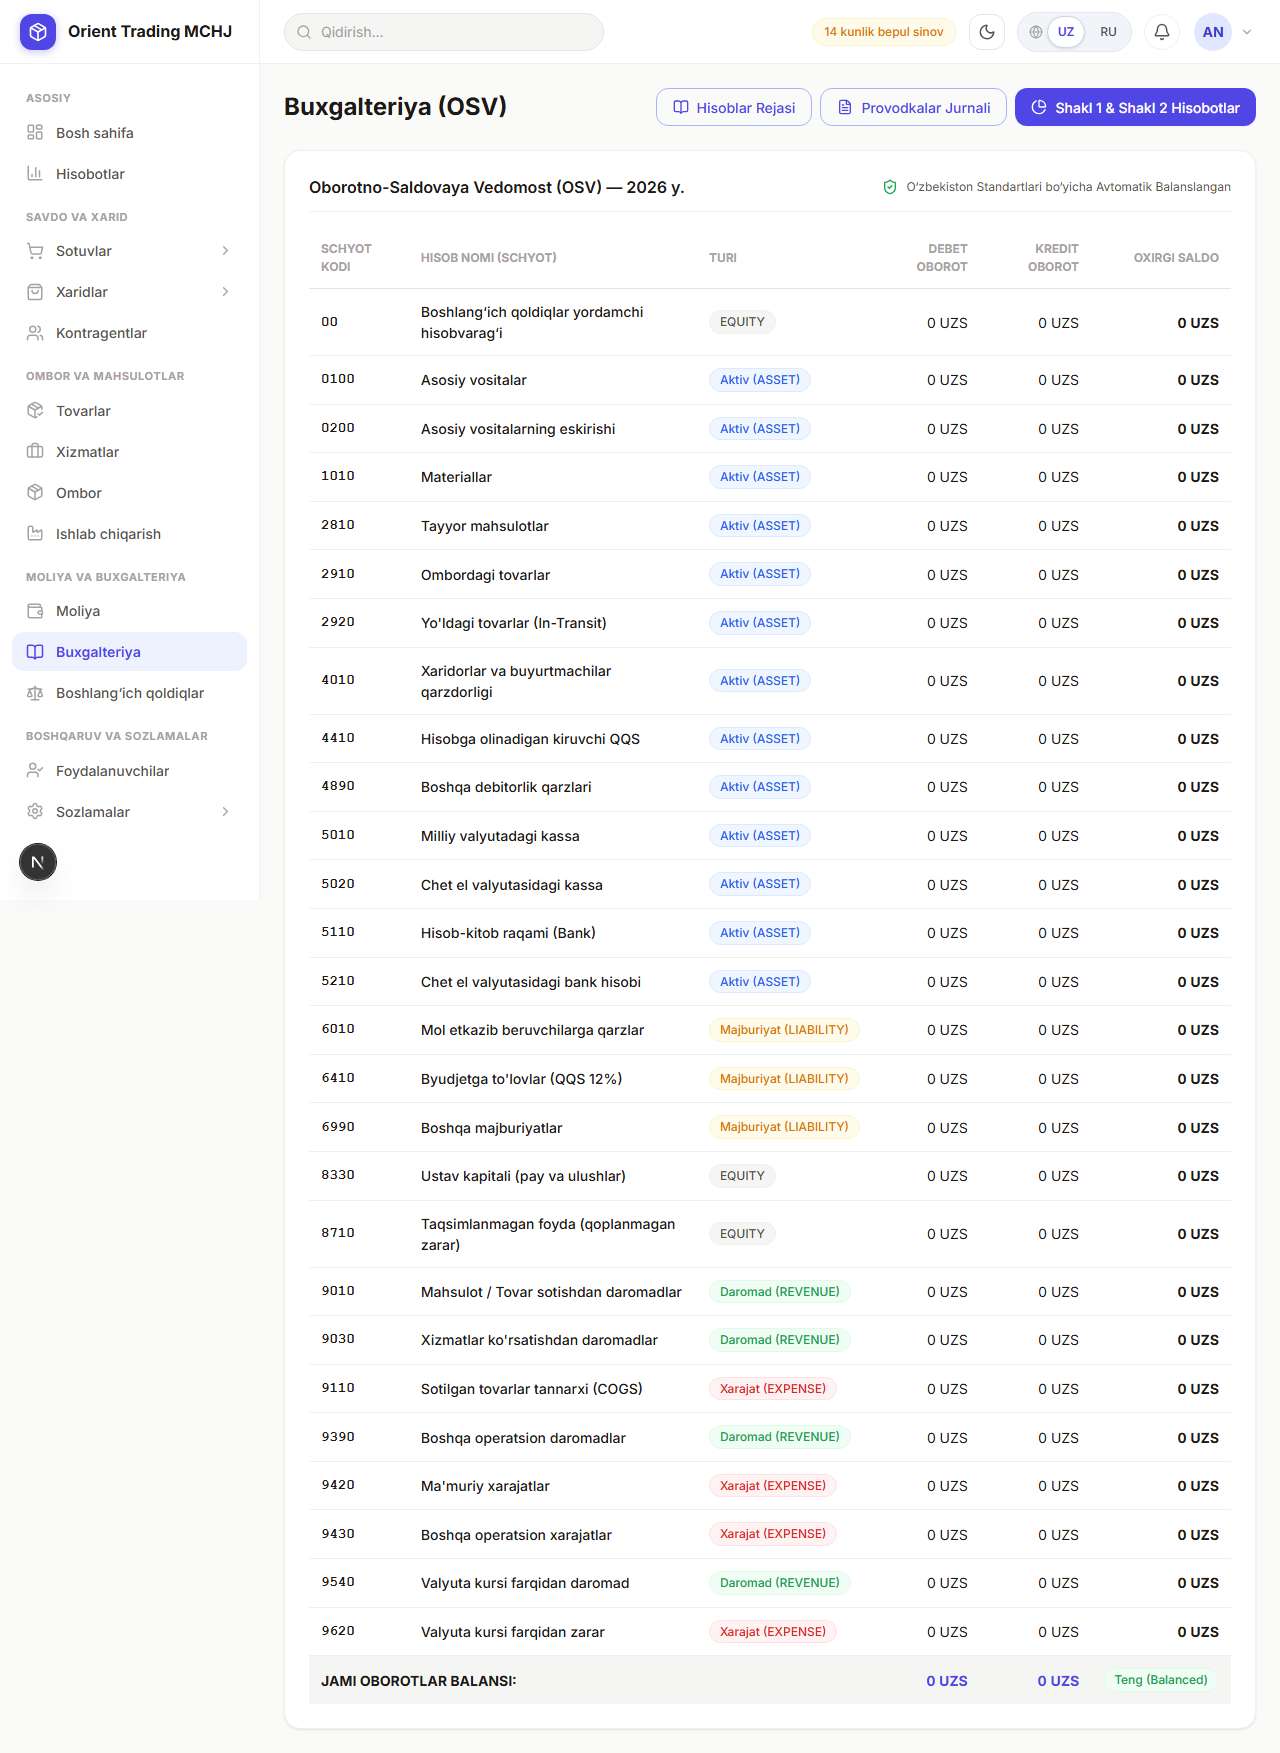 Orient Trading MCHJ
Qidirish...
14 kunlik bepul sinov
UZ
RU
AN
ASOSIY
Bosh sahifa
Hisobotlar
SAVDO VA XARID
Sotuvlar
Xaridlar
Kontragentlar
OMBOR VA MAHSULOTLAR
Tovarlar
Xizmatlar
Ombor
Ishlab chiqarish
MOLIYA VA BUXGALTERIYA
Moliya
Buxgalteriya
Boshlang‘ich qoldiqlar
BOSHQARUV VA SOZLAMALAR
Foydalanuvchilar
Sozlamalar
N
Buxgalteriya (OSV)
Hisoblar Rejasi
Provodkalar Jurnali
Shakl 1 & Shakl 2 Hisobotlar
Oborotno-Saldovaya Vedomost (OSV) — 2026 y.
O‘zbekiston Standartlari bo‘yicha Avtomatik Balanslangan
SCHYOT KODI HISOB NOMI (SCHYOT) TURI DEBET OBOROT KREDIT OBOROT OXIRGI SALDO
00 Boshlang‘ich qoldiqlar yordamchi hisobvarag‘i EQUITY 0 UZS 0 UZS 0 UZS
0100 Asosiy vositalar Aktiv (ASSET) 0 UZS 0 UZS 0 UZS
0200 Asosiy vositalarning eskirishi Aktiv (ASSET) 0 UZS 0 UZS 0 UZS
1010 Materiallar Aktiv (ASSET) 0 UZS 0 UZS 0 UZS
2810 Tayyor mahsulotlar Aktiv (ASSET) 0 UZS 0 UZS 0 UZS
2910 Ombordagi tovarlar Aktiv (ASSET) 0 UZS 0 UZS 0 UZS
2920 Yo'ldagi tovarlar (In-Transit) Aktiv (ASSET) 0 UZS 0 UZS 0 UZS
4010 Xaridorlar va buyurtmachilar qarzdorligi Aktiv (ASSET) 0 UZS 0 UZS 0 UZS
4410 Hisobga olinadigan kiruvchi QQS Aktiv (ASSET) 0 UZS 0 UZS 0 UZS
4890 Boshqa debitorlik qarzlari Aktiv (ASSET) 0 UZS 0 UZS 0 UZS
5010 Milliy valyutadagi kassa Aktiv (ASSET) 0 UZS 0 UZS 0 UZS
5020 Chet el valyutasidagi kassa Aktiv (ASSET) 0 UZS 0 UZS 0 UZS
5110 Hisob-kitob raqami (Bank) Aktiv (ASSET) 0 UZS 0 UZS 0 UZS
5210 Chet el valyutasidagi bank hisobi Aktiv (ASSET) 0 UZS 0 UZS 0 UZS
6010 Mol etkazib beruvchilarga qarzlar Majburiyat (LIABILITY) 0 UZS 0 UZS 0 UZS
6410 Byudjetga to'lovlar (QQS 12%) Majburiyat (LIABILITY) 0 UZS 0 UZS 0 UZS
6990 Boshqa majburiyatlar Majburiyat (LIABILITY) 0 UZS 0 UZS 0 UZS
8330 Ustav kapitali (pay va ulushlar) EQUITY 0 UZS 0 UZS 0 UZS
8710 Taqsimlanmagan foyda (qoplanmagan zarar) EQUITY 0 UZS 0 UZS 0 UZS
9010 Mahsulot / Tovar sotishdan daromadlar Daromad (REVENUE) 0 UZS 0 UZS 0 UZS
9030 Xizmatlar ko'rsatishdan daromadlar Daromad (REVENUE) 0 UZS 0 UZS 0 UZS
9110 Sotilgan tovarlar tannarxi (COGS) Xarajat (EXPENSE) 0 UZS 0 UZS 0 UZS
9390 Boshqa operatsion daromadlar Daromad (REVENUE) 0 UZS 0 UZS 0 UZS
9420 Ma'muriy xarajatlar Xarajat (EXPENSE) 0 UZS 0 UZS 0 UZS
9430 Boshqa operatsion xarajatlar Xarajat (EXPENSE) 0 UZS 0 UZS 0 UZS
9540 Valyuta kursi farqidan daromad Daromad (REVENUE) 0 UZS 0 UZS 0 UZS
9620 Valyuta kursi farqidan zarar Xarajat (EXPENSE) 0 UZS 0 UZS 0 UZS
JAMI OBOROTLAR BALANSI: 0 UZS 0 UZS Teng (Balanced)